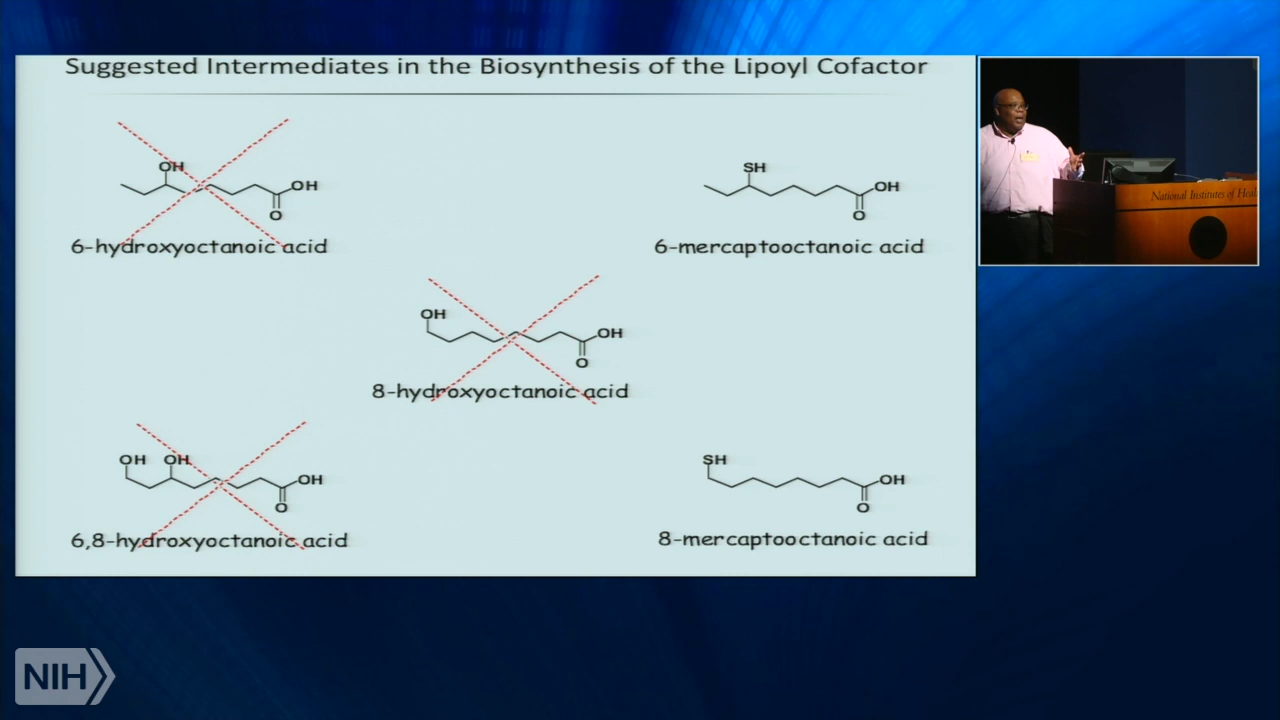 Suggested Intermediates in the Biosynthesis of the Lipoyl Cofactor
OH
OH
O
6-hydroxyoctanoic acid
SH
OH
O
6-mercaptooctanoic acid
OH
OH
O
8-hydroxyoctanoic acid
OH OH
OH
O
6,8-hydroxyoctanoic acid
SH
OH
O
8-mercaptooctanoic acid
National Institutes of Heal
NIH